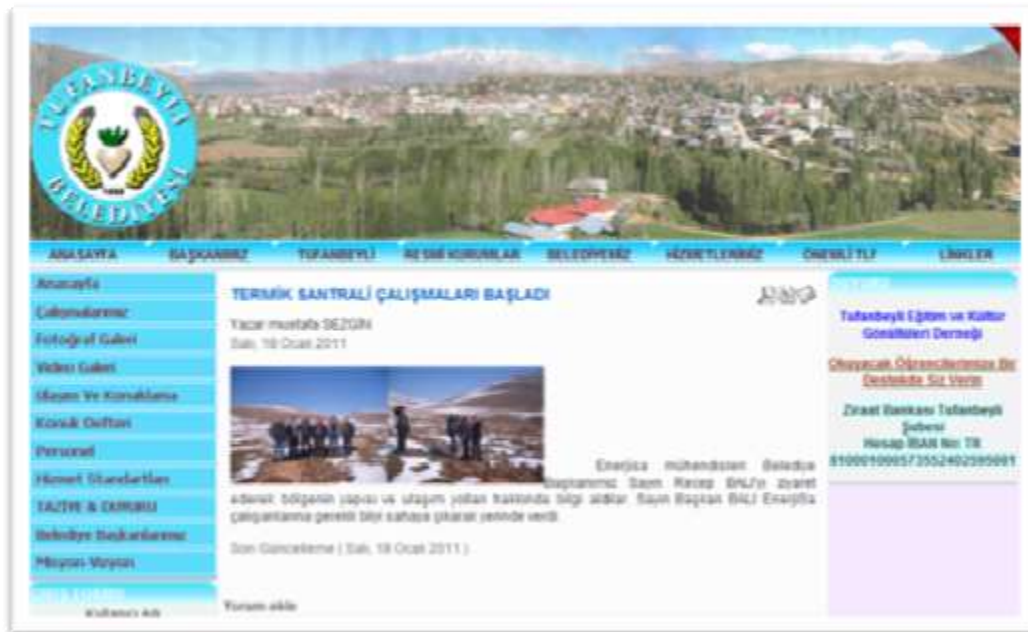 TUFANBEYLİ
BELEDİYESİ
ANASAYFA BAŞKANIMIZ TUFANBEYLİ RESMİ KURUMLAR BELEDİYEMİZ HİZMETLERİMİZ ÖNEMLİ TLF LİNKLER
Anasayfa
Çalışmalarımız
Fotoğraf Galeri
Video Galeri
Ulaşım Ve Konaklama
Konuk Defteri
Personel
Hizmet Standartları
TAZİYE & DUYURU
Belediye Başkanlarımız
Misyon-Vizyon
Kullanıcı Adı
TERMİK SANTRALİ ÇALIŞMALARI BAŞLADI
Yazar mustafa SEZGİN
Salı, 18 Ocak 2011
Enerjisa mühendisleri Belediye
Başkanımız Sayın Recep BALI'yı ziyaret
ederek bölgenin yapısı ve ulaşım yolları hakkında bilgi aldılar. Sayın Başkan BALI
çalışanlarına gerekli bilgi sahaya çıkarak yerinde verdi.
Son Güncelleme ( Salı, 18 Ocak 2011 )
Yorum ekle
Tufanbeyli Eğitim ve Kültür
Gönüllüleri Derneği
Okuyacak Öğrencilerimize Bir
Destekde Siz Verin
Ziraat Bankası Tufanbeyli
Şubesi
Hesap IBAN No: TR